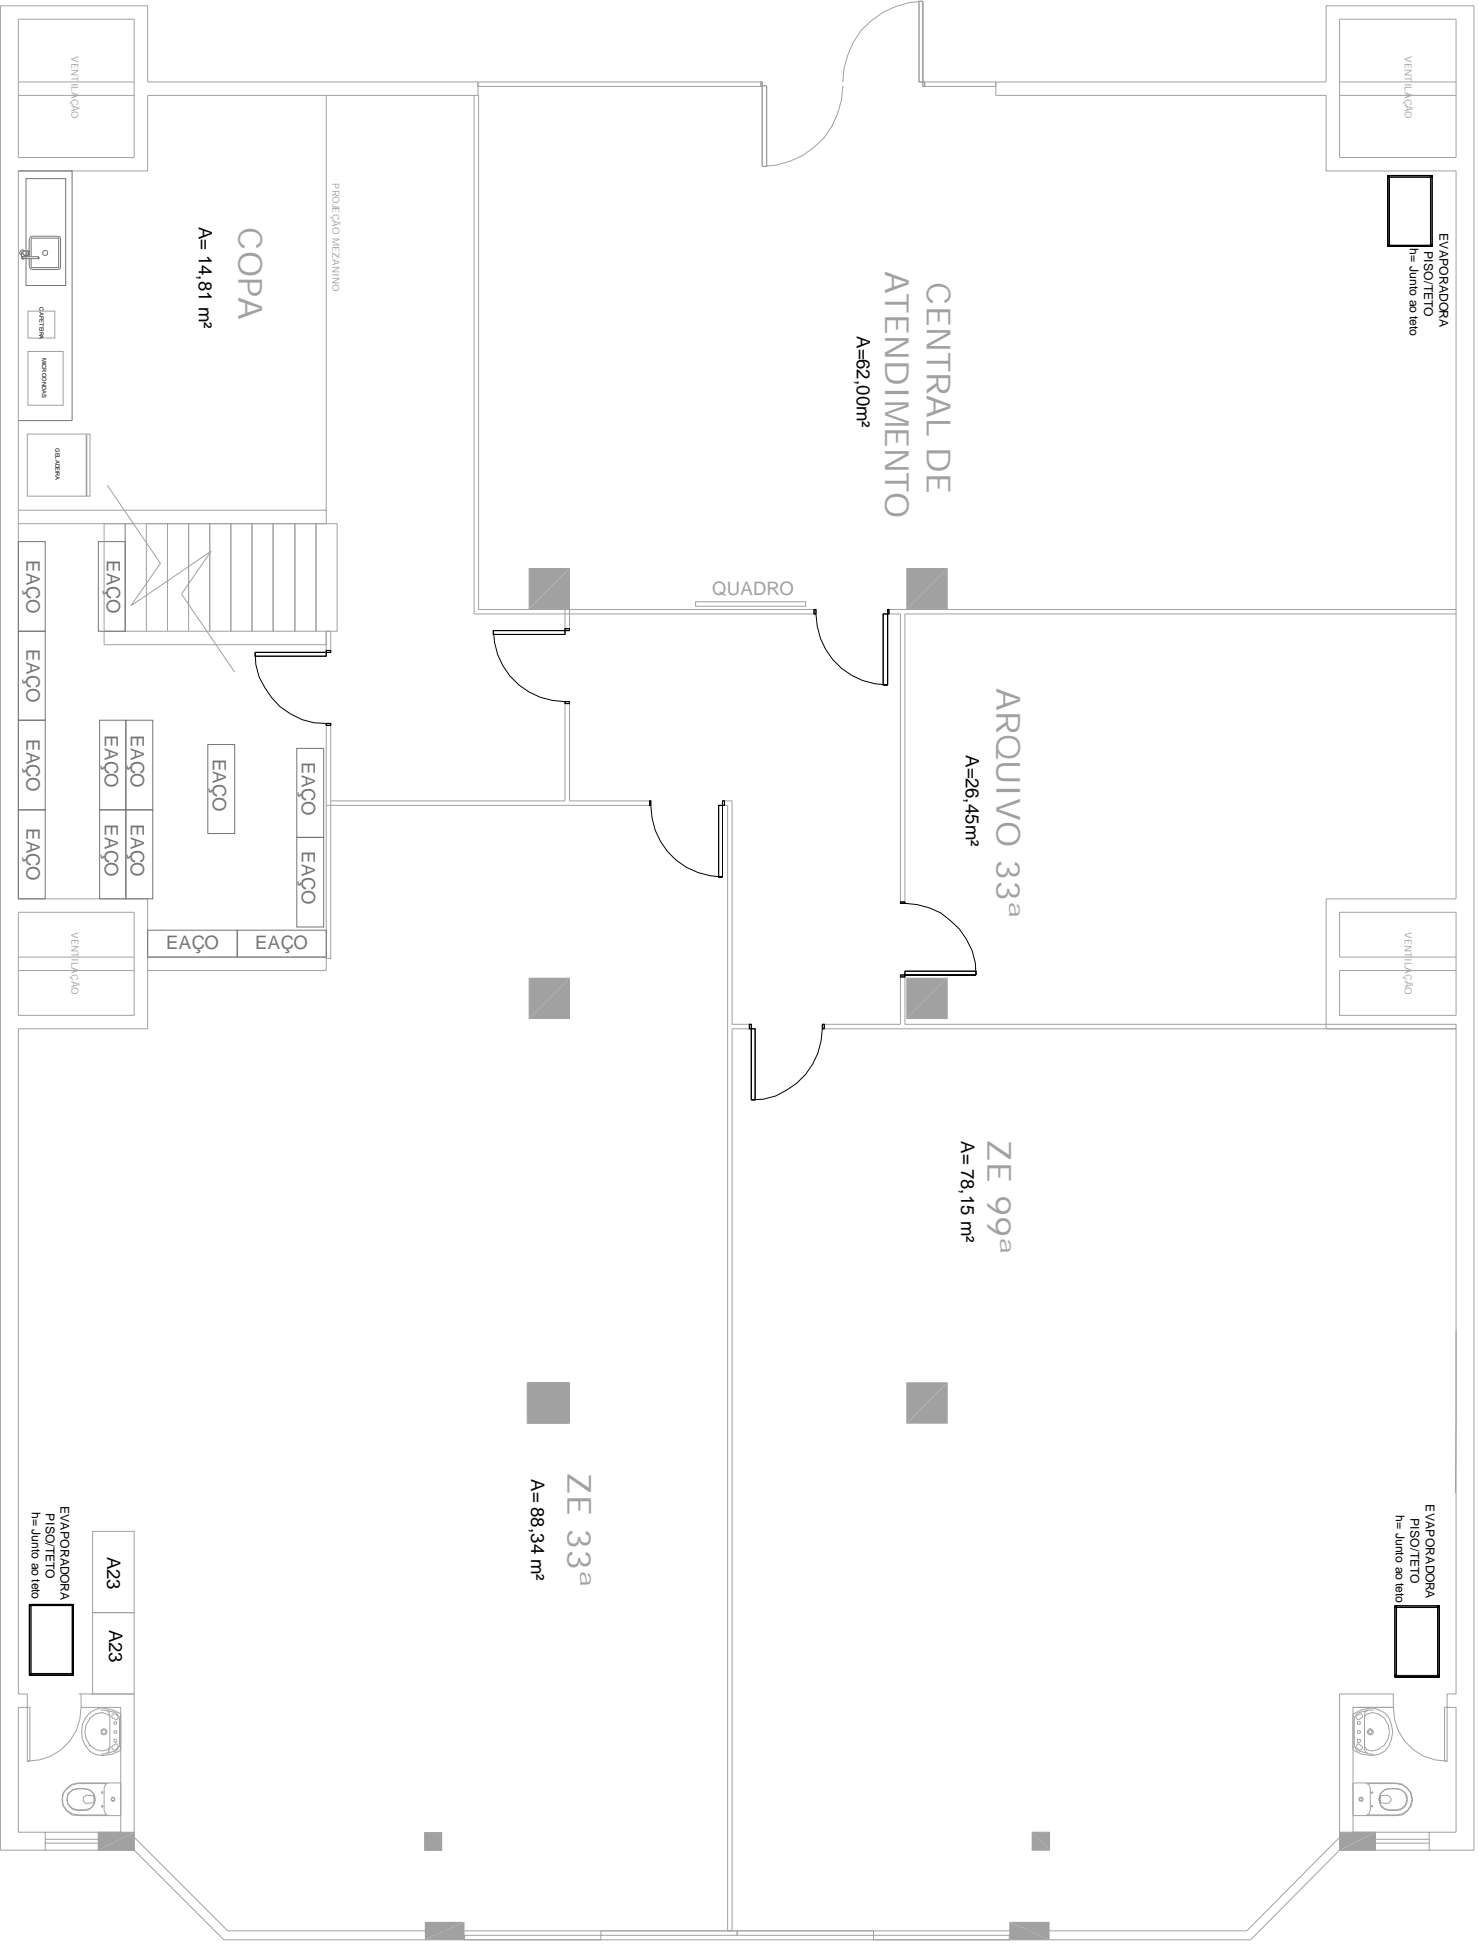 VENTILAÇÃO
VENTILAÇÃO
PROJEÇÃO MEZANINO
COPA
A= 14,81 m²
CAFETEIRA
MICROONDAS
GELADEIRA
CENTRAL DE
ATENDIMENTO
A=62,00m²
EVAPORADORA
PISO/TETO
h= Junto ao teto
QUADRO
EAÇO
EAÇO
EAÇO
EAÇO
EAÇO
EAÇO
EAÇO
EAÇO
EAÇO
EAÇO
EAÇO
EAÇO
EAÇO
EAÇO
ARQUIVO 33ª
A=26,45m²
VENTILAÇÃO
VENTILAÇÃO
ZE 99ª
A= 78,15 m²
ZE 33ª
A= 88,34 m²
EVAPORADORA
PISO/TETO
h= Junto ao teto
A23
A23
EVAPORADORA
PISO/TETO
h= Junto ao teto